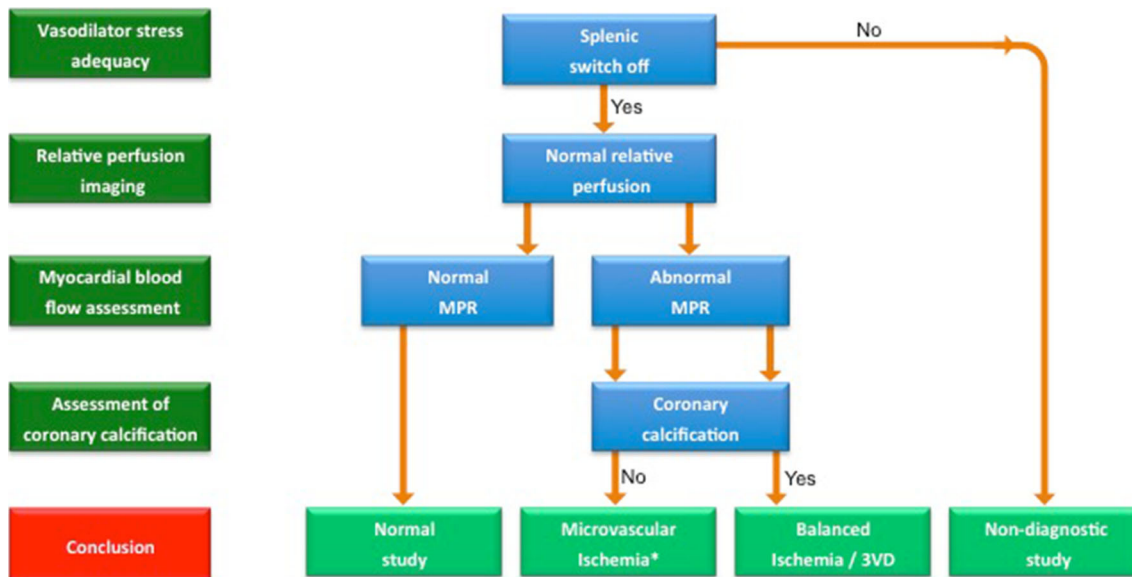 Vasodilator stress
adequacy
Splenic
switch off
No
Yes
Relative perfusion
imaging
Normal relative
perfusion
Myocardial blood
flow assessment
Normal
MPR
Abnormal
MPR
Assessment of
coronary calcification
Coronary
calcification
No
Yes
Conclusion
Normal
study
Microvascular
Ischemia*
Balanced
Ischemia / 3VD
Non-diagnostic
study